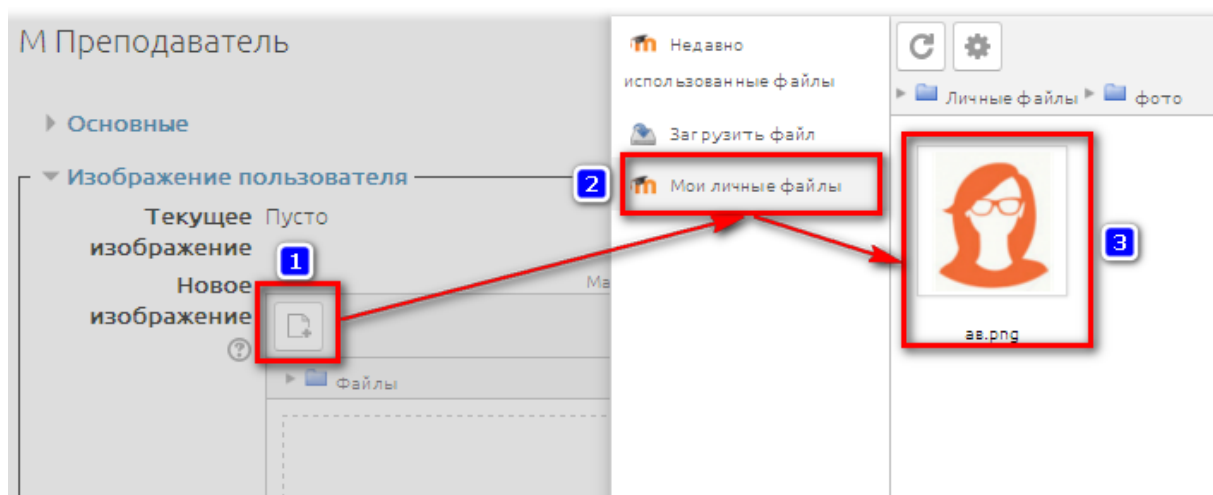 М Преподаватель
Основные
Изображение пользователя
Текущее изображение
Пусто
Новое изображение
?
Ма
Файлы
1
2
3
Недавно
использованные файлы
Загрузить файл
Мои личные файлы
Личные файлы
фото
ав.png